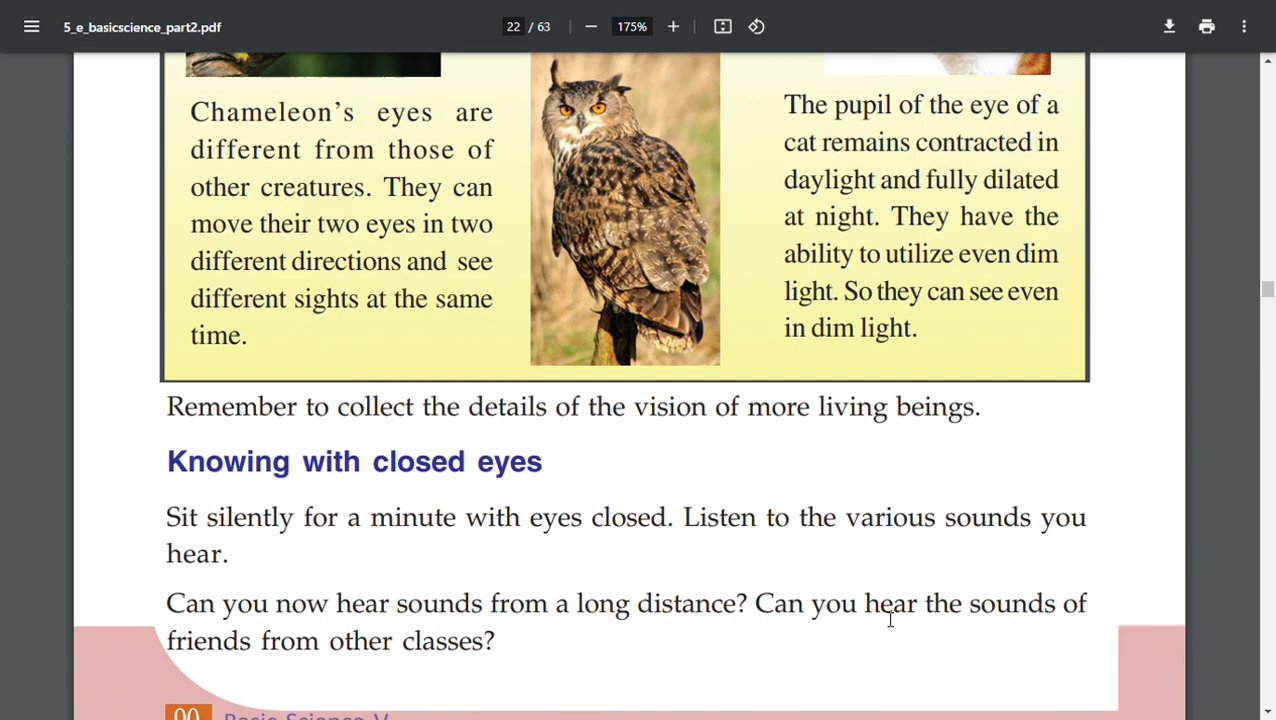 5_e_basicscience_part2.pdf
22 / 63
175%
Chameleon's eyes are
different from those of
other creatures. They can
move their two eyes in two
different directions and see
different sights at the same
time.
The pupil of the eye of a
cat remains contracted in
daylight and fully dilated
at night. They have the
ability to utilize even dim
light. So they can see even
in dim light.
Remember to collect the details of the vision of more living beings.
Knowing with closed eyes
Sit silently for a minute with eyes closed. Listen to the various sounds you
hear.
Can you now hear sounds from a long distance? Can you hear the sounds of
friends from other classes?
90 Basic Science V